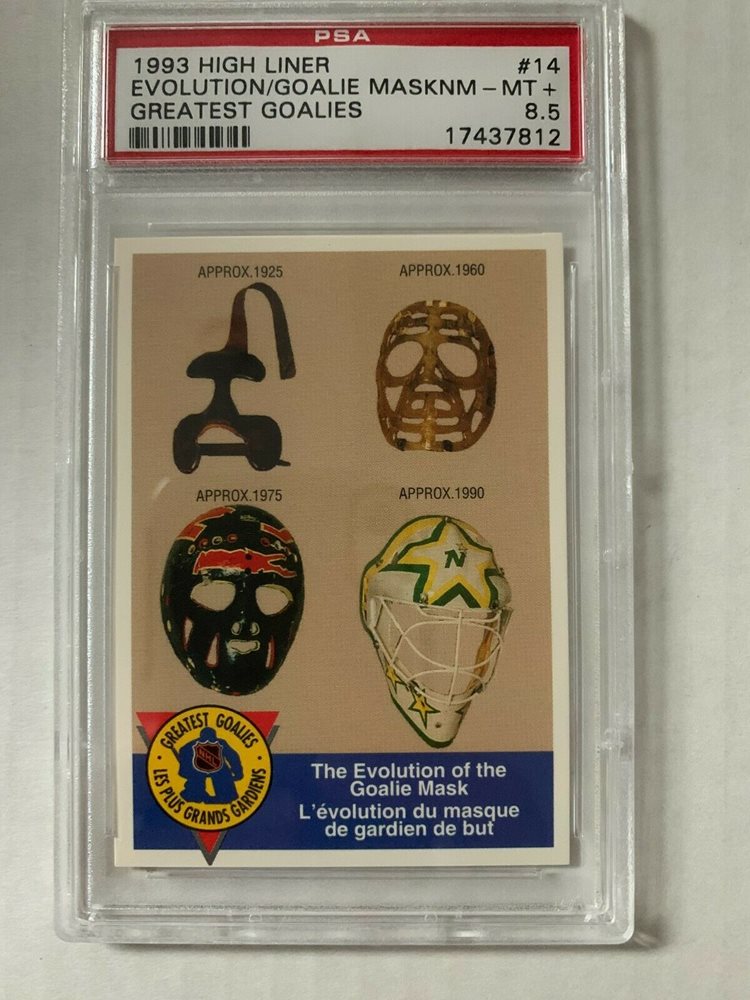 PSA
1993 HIGH LINER #14
EVOLUTION/GOALIE MASKNM-MT+
GREATEST GOALIES 8.5
17437812
APPROX.1925 APPROX.1960
APPROX.1975 APPROX.1990
N
GREATEST GOALIES
NHL
LES PLUS GRANDS GARDIENS
The Evolution of the
Goalie Mask
L'évolution du masque
de gardien de but